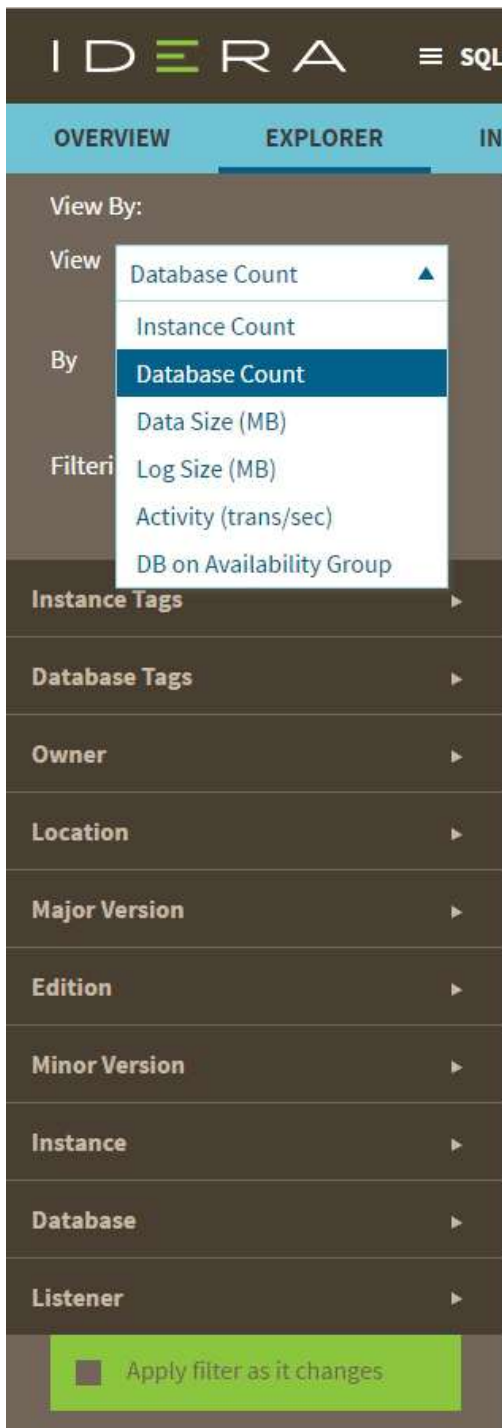 IDERA ≡ SQL
OVERVIEW EXPLORER IN
View By:
View Database Count
Instance Count
By
Database Count
Data Size (MB)
Filteri
Log Size (MB)
Activity (trans/sec)
DB on Availability Group
Instance Tags
Database Tags
Owner
Location
Major Version
Edition
Minor Version
Instance
Database
Listener
Apply filter as it changes